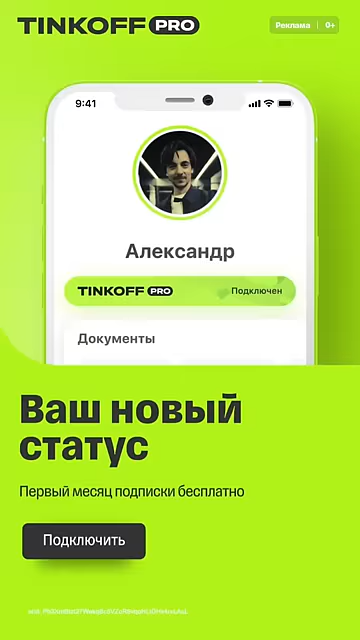 TINKOFF PRO
Реклама | 0+
9:41
Александр
TINKOFF PRO
Подключен
Документы
Ваш новый
статус
Первый месяц подписки бесплатно
Подключить